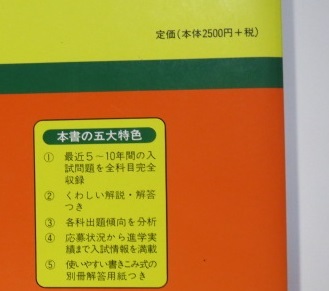 定価(本体2500円+税)
本書の五大特色
① 最近5~10年間の入
試問題を全科目完全
収録
② くわしい解説・解答
つき
③ 各科出題傾向を分析
④ 応募状況から進学実
績まで入試情報を満載
⑤ 使いやすい書きこみ式の
別冊解答用紙つき